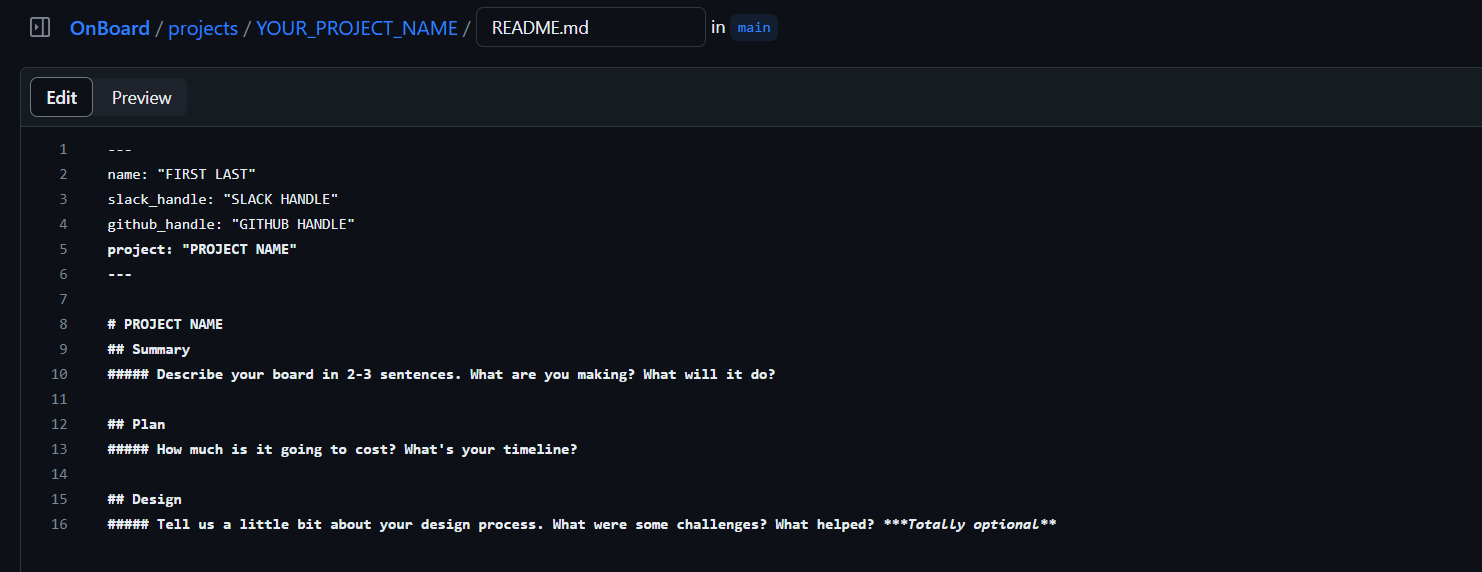 OnBoard / projects / YOUR_PROJECT_NAME / README.md in main
Edit Preview
1 ---
2 name: "FIRST LAST"
3 slack_handle: "SLACK HANDLE"
4 github_handle: "GITHUB HANDLE"
5 project: "PROJECT NAME"
6 ---
7
8 # PROJECT NAME
9 ## Summary
10 ##### Describe your board in 2-3 sentences. What are you making? What will it do?
11
12 ## Plan
13 ##### How much is it going to cost? What's your timeline?
14
15 ## Design
16 ##### Tell us a little bit about your design process. What were some challenges? What helped? ***Totally optional**